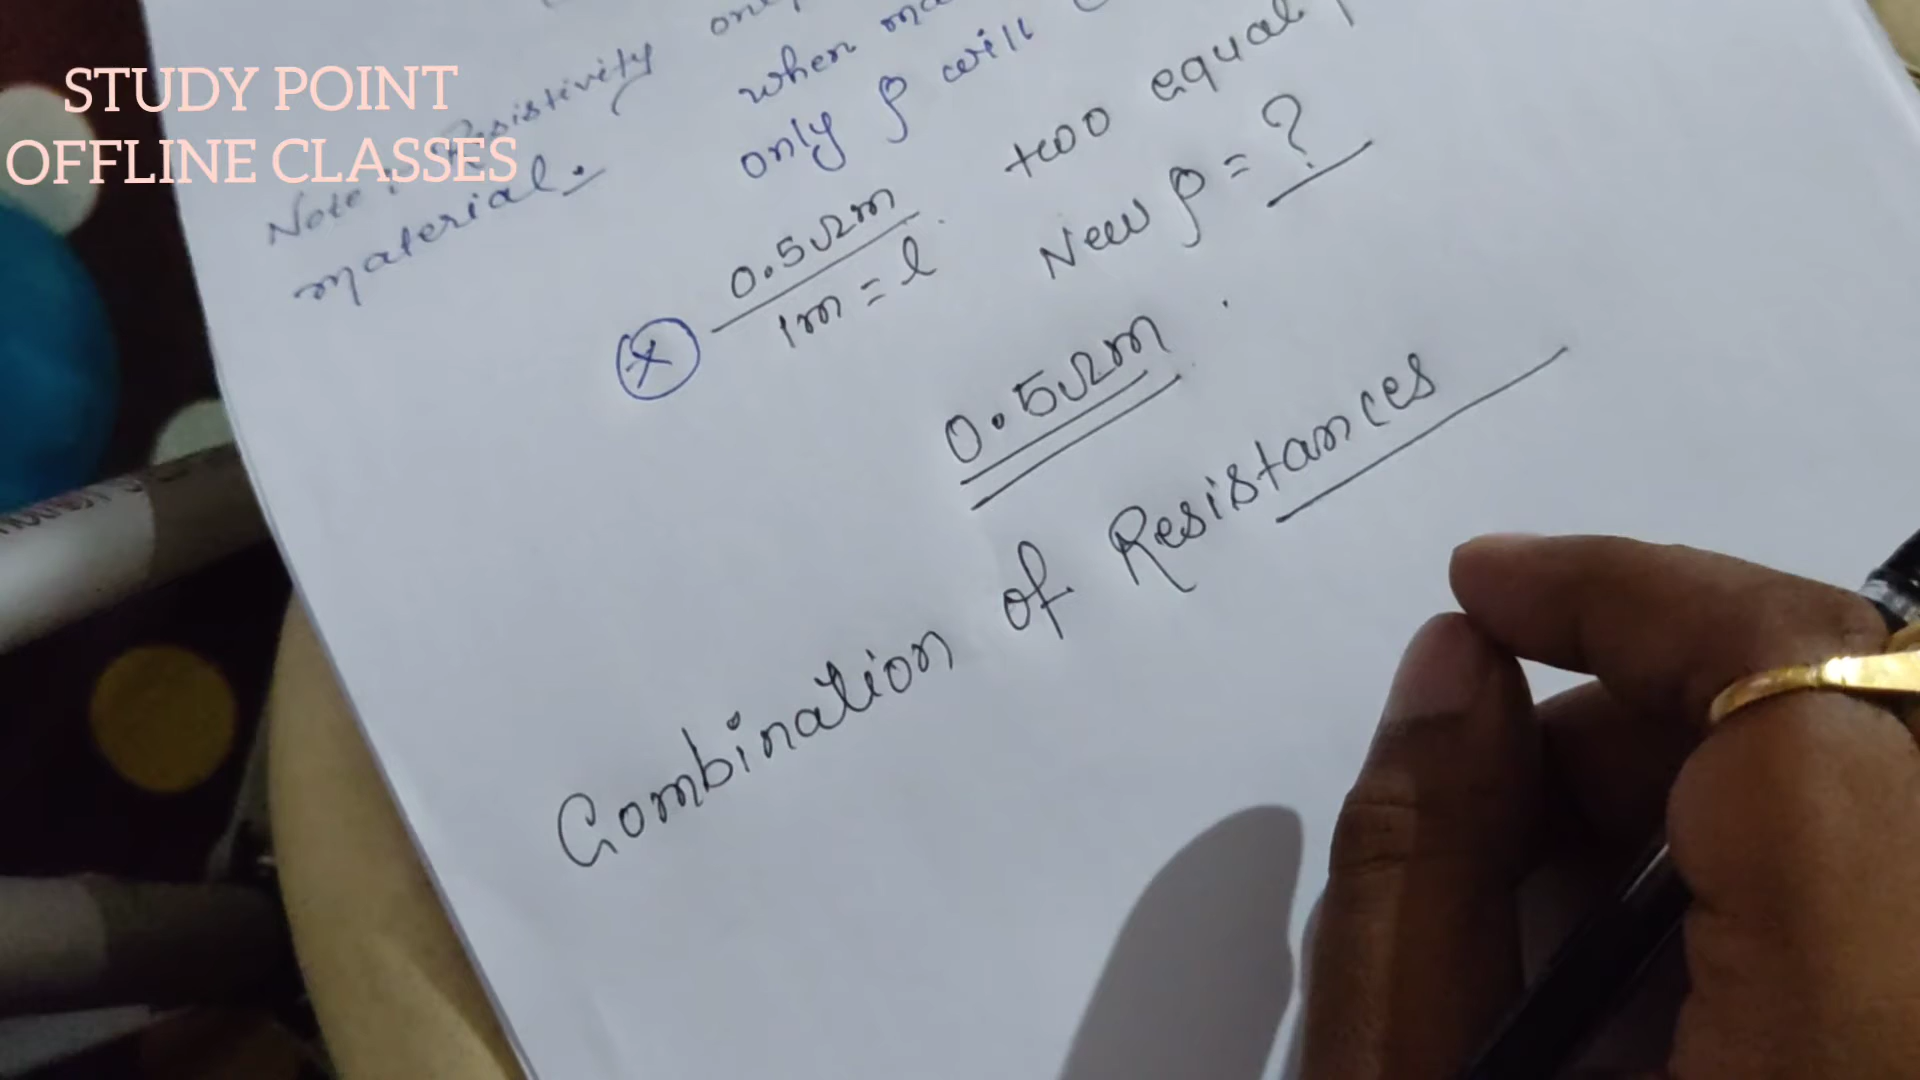 STUDY POINT
OFFLINE CLASSES
Note : Resistivity
material.
when
only ρ will
0.5Ωm
1m = l
two equal
New ρ = ?
0.5Ωm
Combination of Resistances